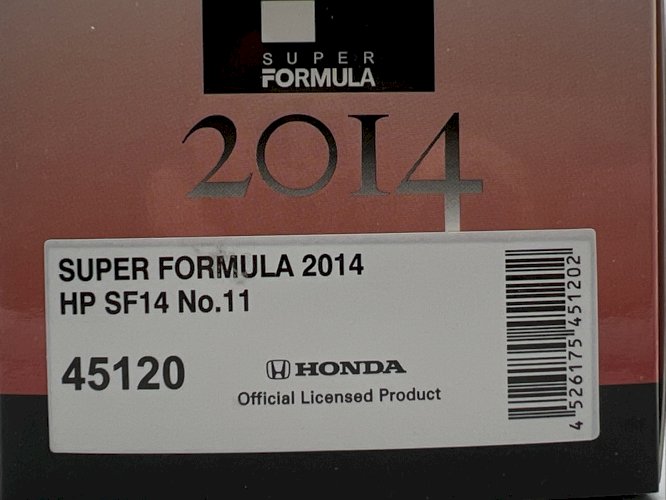 SUPER
FORMULA
2014
SUPER FORMULA 2014
HP SF14 No.11
45120
HONDA
Official Licensed Product
4 526175 451202